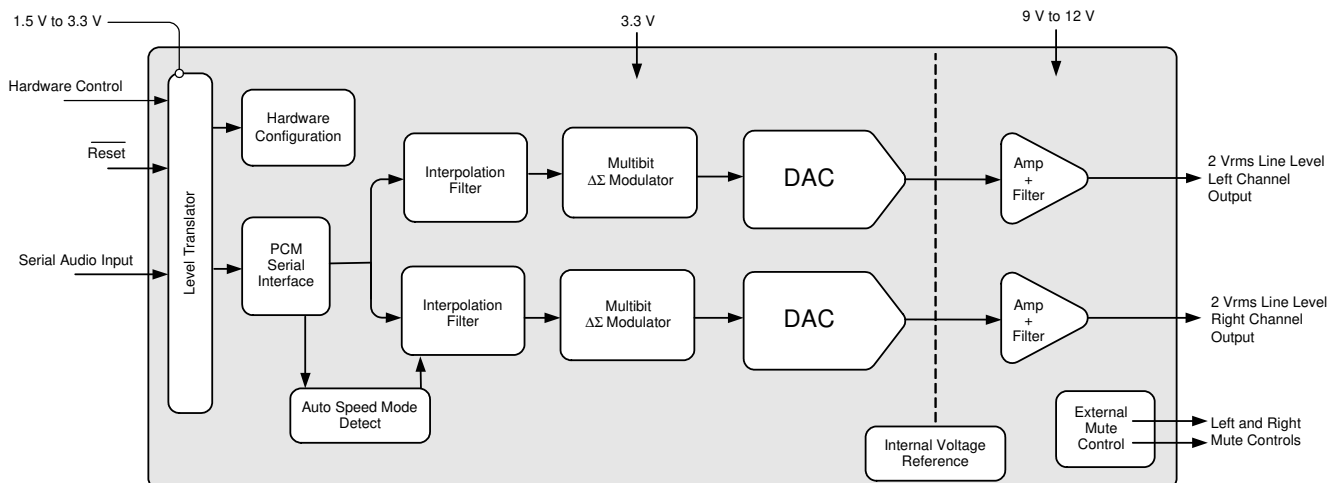 1.5 V to 3.3 V
3.3 V
9 V to 12 V
Hardware Control
Reset
Serial Audio Input
Level Translator
Hardware
Configuration
PCM
Serial
Interface
Auto Speed Mode
Detect
Interpolation
Filter
Multibit
ΔΣ Modulator
DAC
Amp
+
Filter
2 Vrms Line Level
Left Channel
Output
Interpolation
Filter
Multibit
ΔΣ Modulator
DAC
Amp
+
Filter
2 Vrms Line Level
Right Channel
Output
Internal Voltage
Reference
External
Mute
Control
Left and Right
Mute Controls